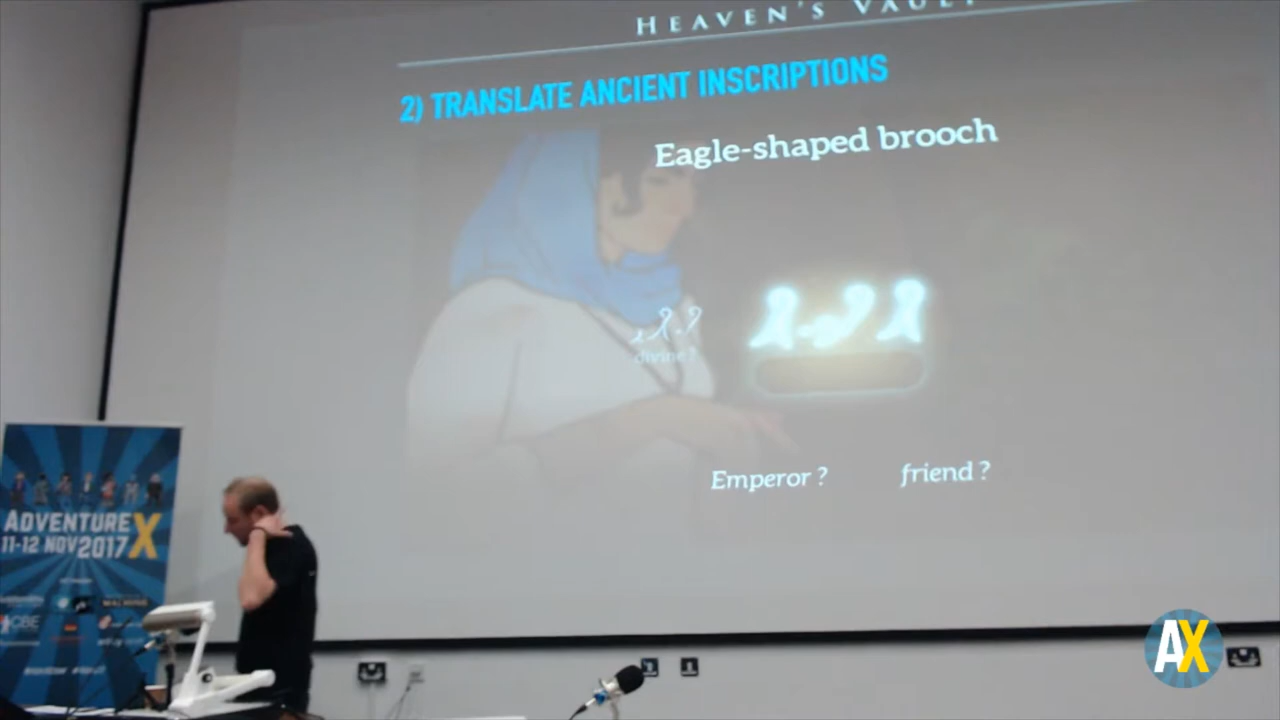 HEAVEN'S VAULT
2) TRANSLATE ANCIENT INSCRIPTIONS
Eagle-shaped brooch
divine?
Emperor ?
friend ?
ADVENTURE X
11-12 NOV 2017
AX